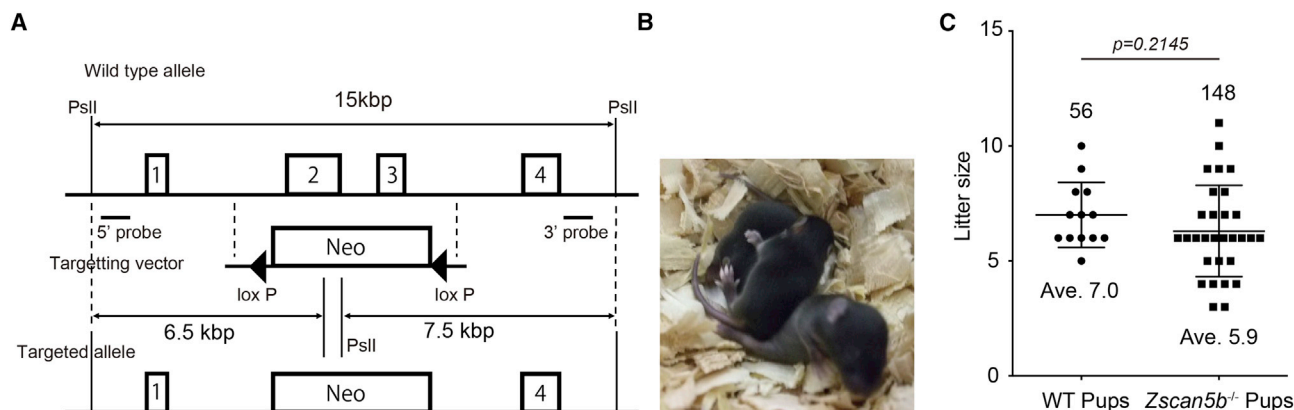 A
Wild type allele
PslI
15kbp
PslI
1
2
3
4
5' probe
3' probe
Neo
Targetting vector
lox P
lox P
6.5 kbp
7.5 kbp
PslI
Targeted allele
1
Neo
4
B
C
15
10
5
0
Litter size
p=0.2145
56
148
Ave. 7.0
Ave. 5.9
WT Pups
Zscan5b-/- Pups